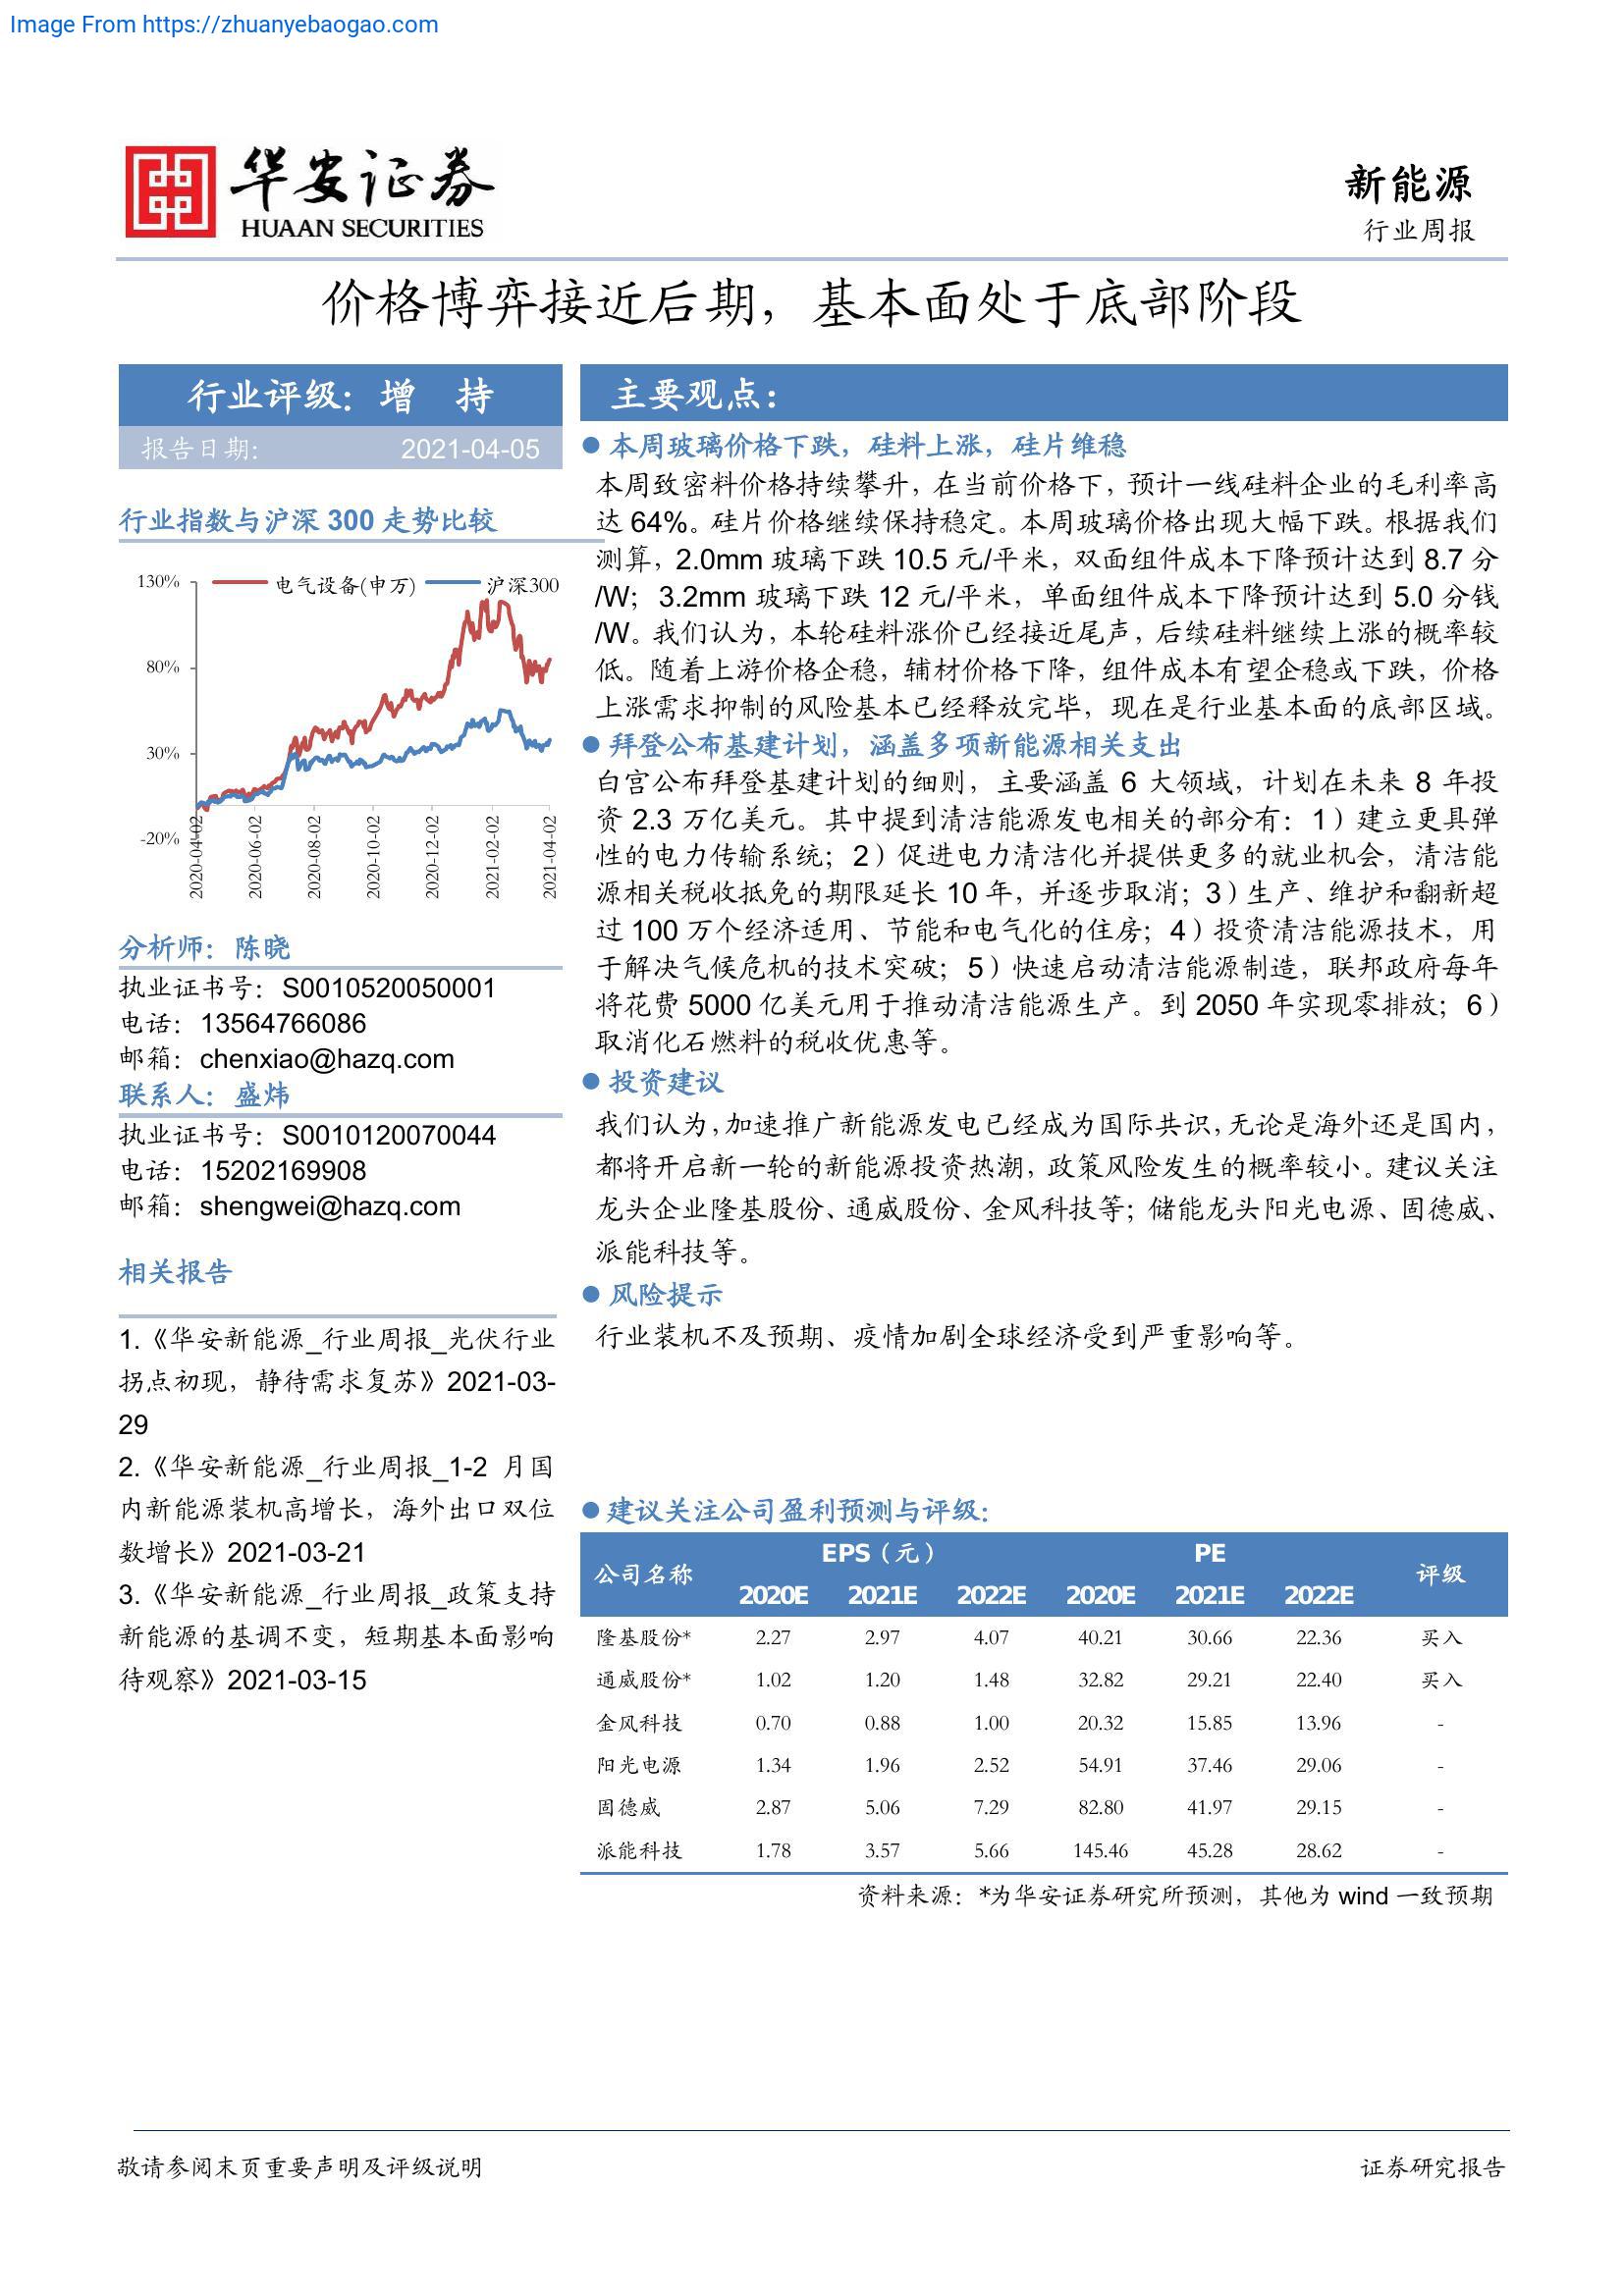 Image From https://zhuanyebaogao.com
华安证券
HUAAN SECURITIES
新能源
行业周报
价格博弈接近后期，基本面处于底部阶段
行业评级：增 持
报告日期： 2021-04-05
行业指数与沪深 300 走势比较
电气设备(申万) 沪深300
130%
80%
30%
-20%
2020-04-02
2020-06-02
2020-08-02
2020-10-02
2020-12-02
2021-02-02
2021-04-02
分析师：陈晓
执业证书号：S0010520050001
电话：13564766086
邮箱：chenxiao@hazq.com
联系人：盛炜
执业证书号：S0010120070044
电话：15202169908
邮箱：shengwei@hazq.com
相关报告
1.《华安新能源_行业周报_光伏行业
拐点初现，静待需求复苏》2021-03-
29
2.《华安新能源_行业周报_1-2 月国
内新能源装机高增长，海外出口双位
数增长》2021-03-21
3.《华安新能源_行业周报_政策支持
新能源的基调不变，短期基本面影响
待观察》2021-03-15
主要观点：
● 本周玻璃价格下跌，硅料上涨，硅片维稳
本周致密料价格持续攀升，在当前价格下，预计一线硅料企业的毛利率高
达 64%。硅片价格继续保持稳定。本周玻璃价格出现大幅下跌。根据我们
测算，2.0mm 玻璃下跌 10.5 元/平米，双面组件成本下降预计达到 8.7 分
/W；3.2mm 玻璃下跌 12 元/平米，单面组件成本下降预计达到 5.0 分钱
/W。我们认为，本轮硅料涨价已经接近尾声，后续硅料继续上涨的概率较
低。随着上游价格企稳，辅材价格下降，组件成本有望企稳或下跌，价格
上涨需求抑制的风险基本已经释放完毕，现在是行业基本面的底部区域。
● 拜登公布基建计划，涵盖多项新能源相关支出
白宫公布拜登基建计划的细则，主要涵盖 6 大领域，计划在未来 8 年投
资 2.3 万亿美元。其中提到清洁能源发电相关的部分有：1）建立更具弹
性的电力传输系统；2）促进电力清洁化并提供更多的就业机会，清洁能
源相关税收抵免的期限延长 10 年，并逐步取消；3）生产、维护和翻新超
过 100 万个经济适用、节能和电气化的住房；4）投资清洁能源技术，用
于解决气候危机的技术突破；5）快速启动清洁能源制造，联邦政府每年
将花费 5000 亿美元用于推动清洁能源生产。到 2050 年实现零排放；6）
取消化石燃料的税收优惠等。
● 投资建议
我们认为，加速推广新能源发电已经成为国际共识，无论是海外还是国内，
都将开启新一轮的新能源投资热潮，政策风险发生的概率较小。建议关注
龙头企业隆基股份、通威股份、金风科技等；储能龙头阳光电源、固德威、
派能科技等。
● 风险提示
行业装机不及预期、疫情加剧全球经济受到严重影响等。
● 建议关注公司盈利预测与评级：
公司名称 EPS（元） PE 评级
2020E 2021E 2022E 2020E 2021E 2022E
隆基股份* 2.27 2.97 4.07 40.21 30.66 22.36 买入
通威股份* 1.02 1.20 1.48 32.82 29.21 22.40 买入
金风科技 0.70 0.88 1.00 20.32 15.85 13.96 -
阳光电源 1.34 1.96 2.52 54.91 37.46 29.06 -
固德威 2.87 5.06 7.29 82.80 41.97 29.15 -
派能科技 1.78 3.57 5.66 145.46 45.28 28.62 -
资料来源：*为华安证券研究所预测，其他为 wind 一致预期
敬请参阅末页重要声明及评级说明 证券研究报告